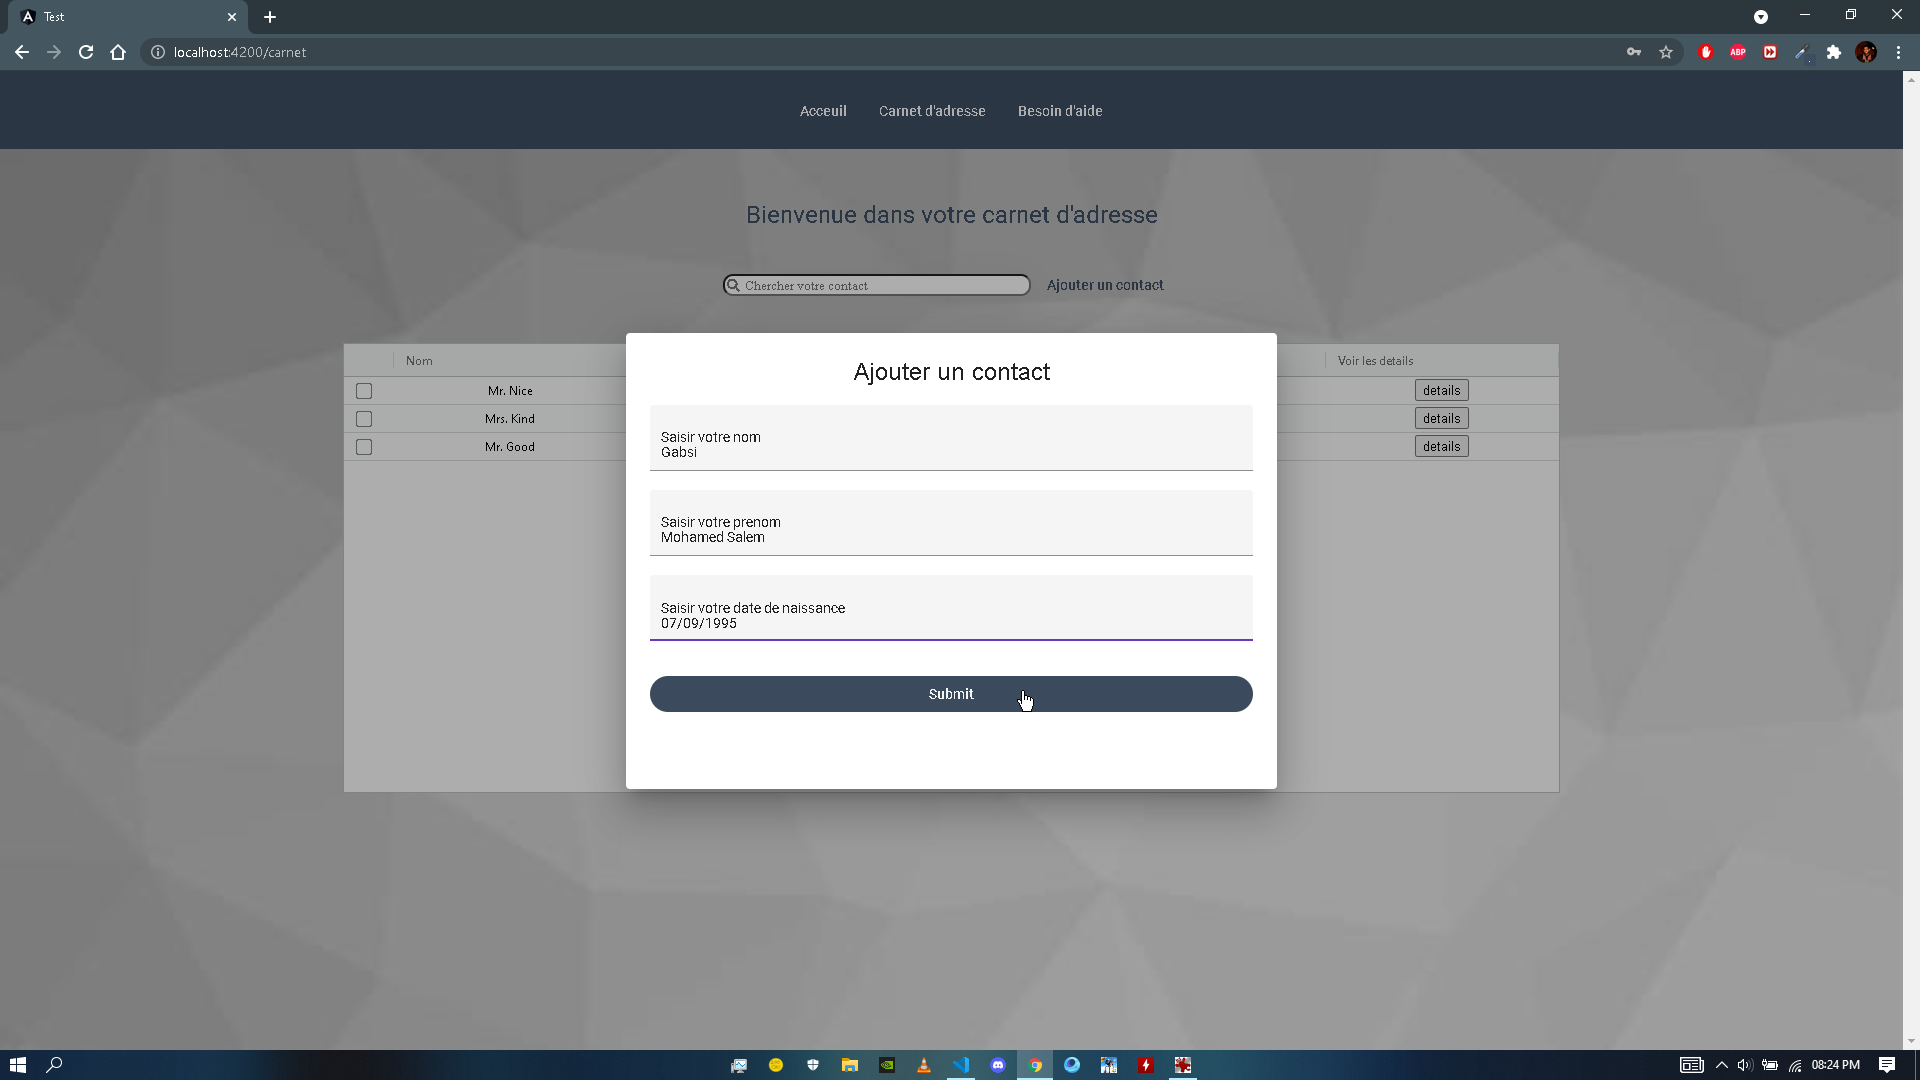 Test
localhost:4200/carnet
ABP
Acceuil
Carnet d'adresse
Besoin d'aide
Bienvenue dans votre carnet d'adresse
Chercher votre contact
Ajouter un contact
Nom
Voir les details
Mr. Nice
details
Mrs. Kind
details
Mr. Good
details
Ajouter un contact
Saisir votre nom
Gabsi
Saisir votre prenom
Mohamed Salem
Saisir votre date de naissance
07/09/1995
Submit
08:24 PM